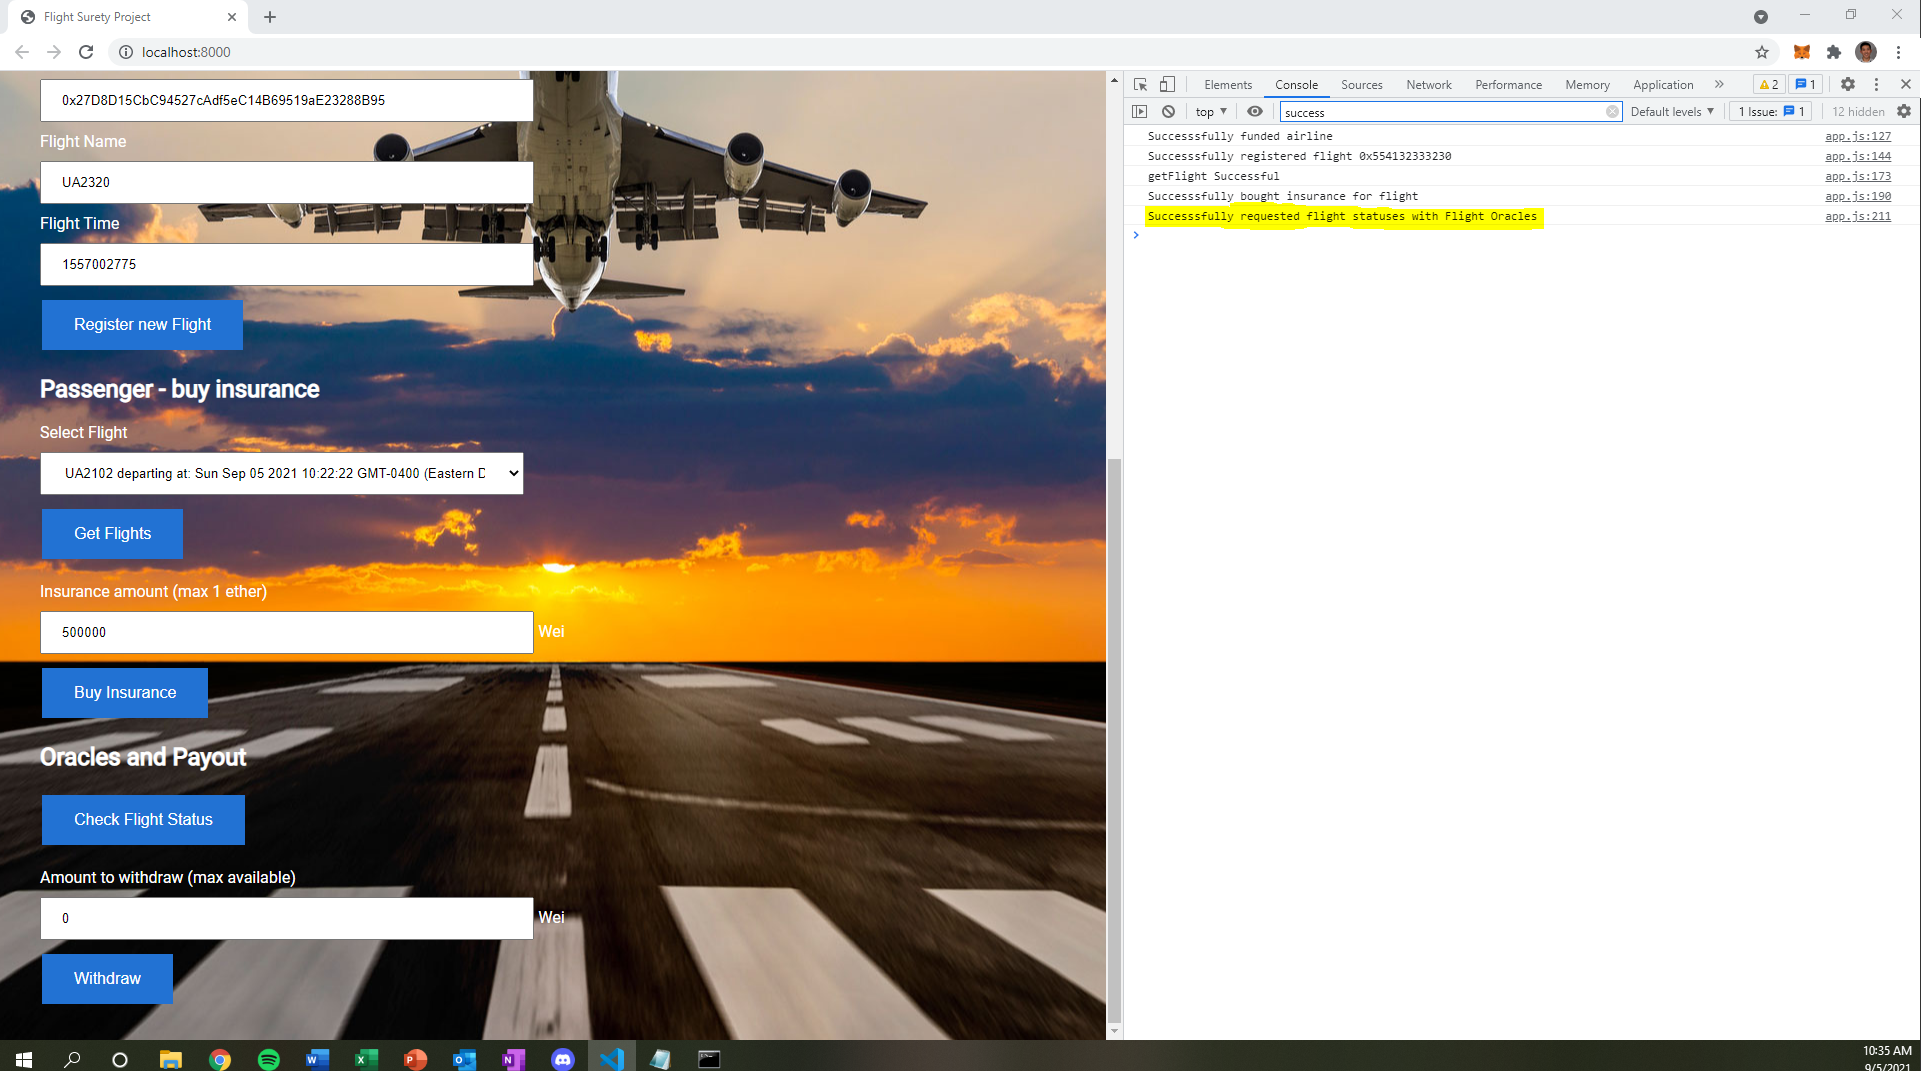 Flight Surety Project
localhost:8000
0x27D8D15CbC94527cAdf5eC14B69519aE23288B95
Flight Name
UA2320
Flight Time
1557002775
Register new Flight
Passenger - buy insurance
Select Flight
UA2102 departing at: Sun Sep 05 2021 10:22:22 GMT-0400 (Eastern D
Get Flights
Insurance amount (max 1 ether)
500000 Wei
Buy Insurance
Oracles and Payout
Check Flight Status
Amount to withdraw (max available)
0 Wei
Withdraw
Elements Console Sources Network Performance Memory Application » 2 1
top success Default levels 1 Issue: 1 12 hidden
Successsfully funded airline app.js:127
Successsfully registered flight 0x554132333230 app.js:144
getFlight Successful app.js:173
Successsfully bought insurance for flight app.js:190
Successsfully requested flight statuses with Flight Oracles app.js:211
>
10:35 AM
9/5/2021